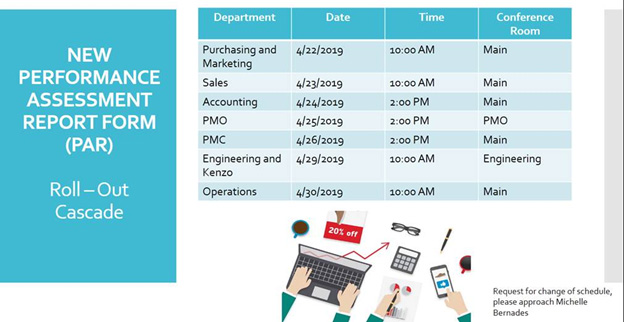 NEW
PERFORMANCE
ASSESSMENT
REPORT FORM
(PAR)
Roll – Out
Cascade
Department Date Time Conference
Room
Purchasing and 4/22/2019 10:00 AM Main
Marketing
Sales 4/23/2019 10:00 AM Main
Accounting 4/24/2019 2:00 PM Main
PMO 4/25/2019 2:00 PM PMO
PMC 4/26/2019 2:00 PM Main
Engineering and 4/29/2019 10:00 AM Engineering
Kenzo
Operations 4/30/2019 10:00 AM Main
20% off
Request for change of schedule,
please approach Michelle
Bernades